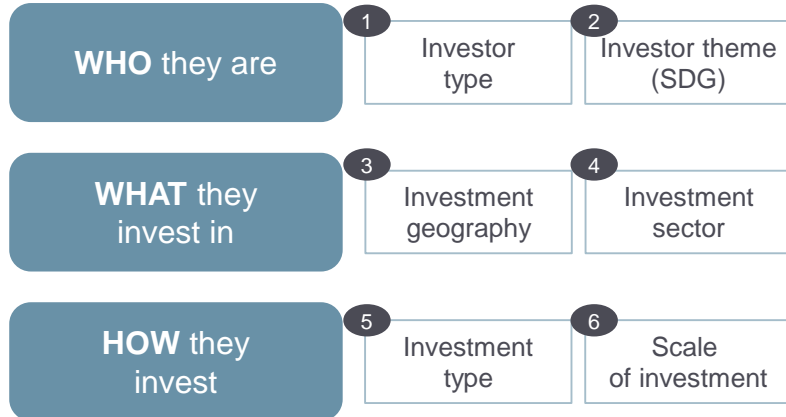 WHO they are
1
Investor
type
2
Investor theme
(SDG)
WHAT they
invest in
3
Investment
geography
4
Investment
sector
HOW they
invest
5
Investment
type
6
Scale
of investment